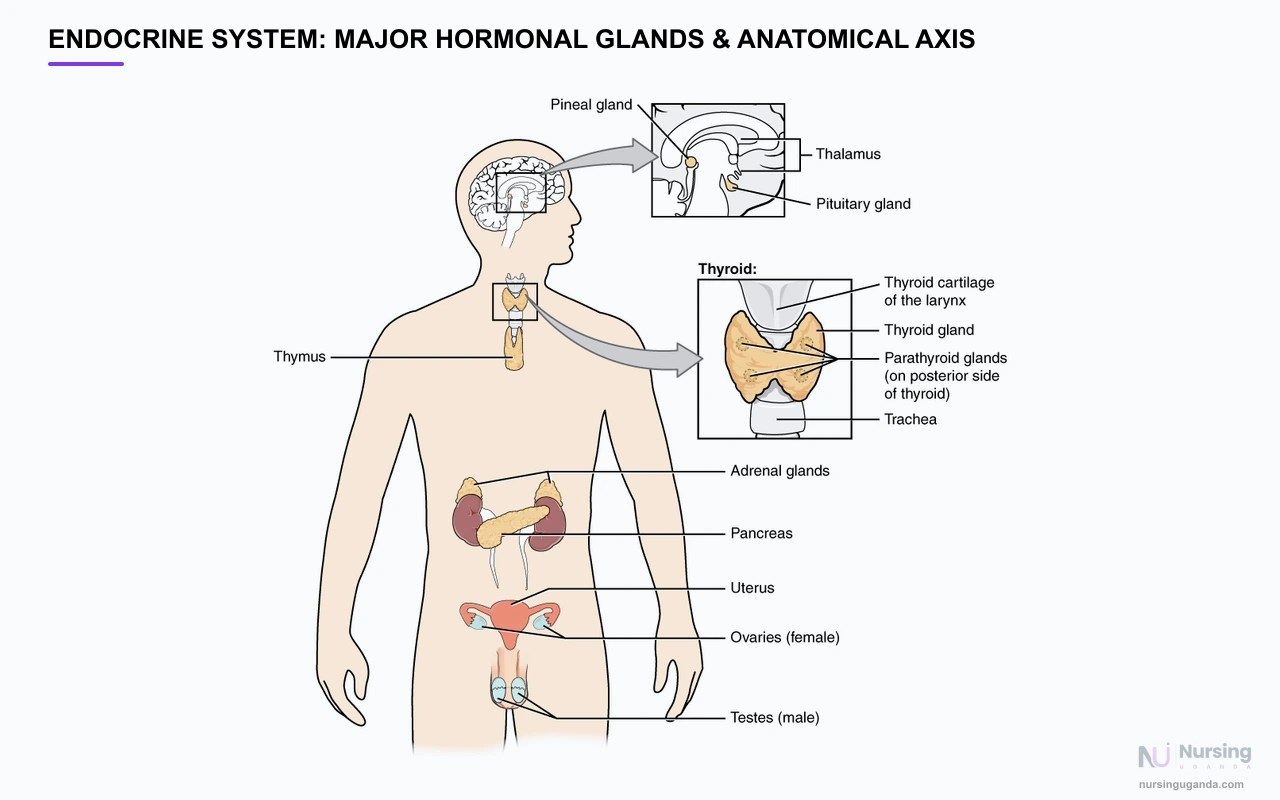 ENDOCRINE SYSTEM: MAJOR HORMONAL GLANDS & ANATOMICAL AXIS
Pineal gland
Thalamus
Pituitary gland
Thyroid:
Thyroid cartilage
of the larynx
Thyroid gland
Parathyroid glands
(on posterior side
of thyroid)
Trachea
Thymus
Adrenal glands
Pancreas
Uterus
Ovaries (female)
Testes (male)
NU Nursing
UGANDA
nursinguganda.com